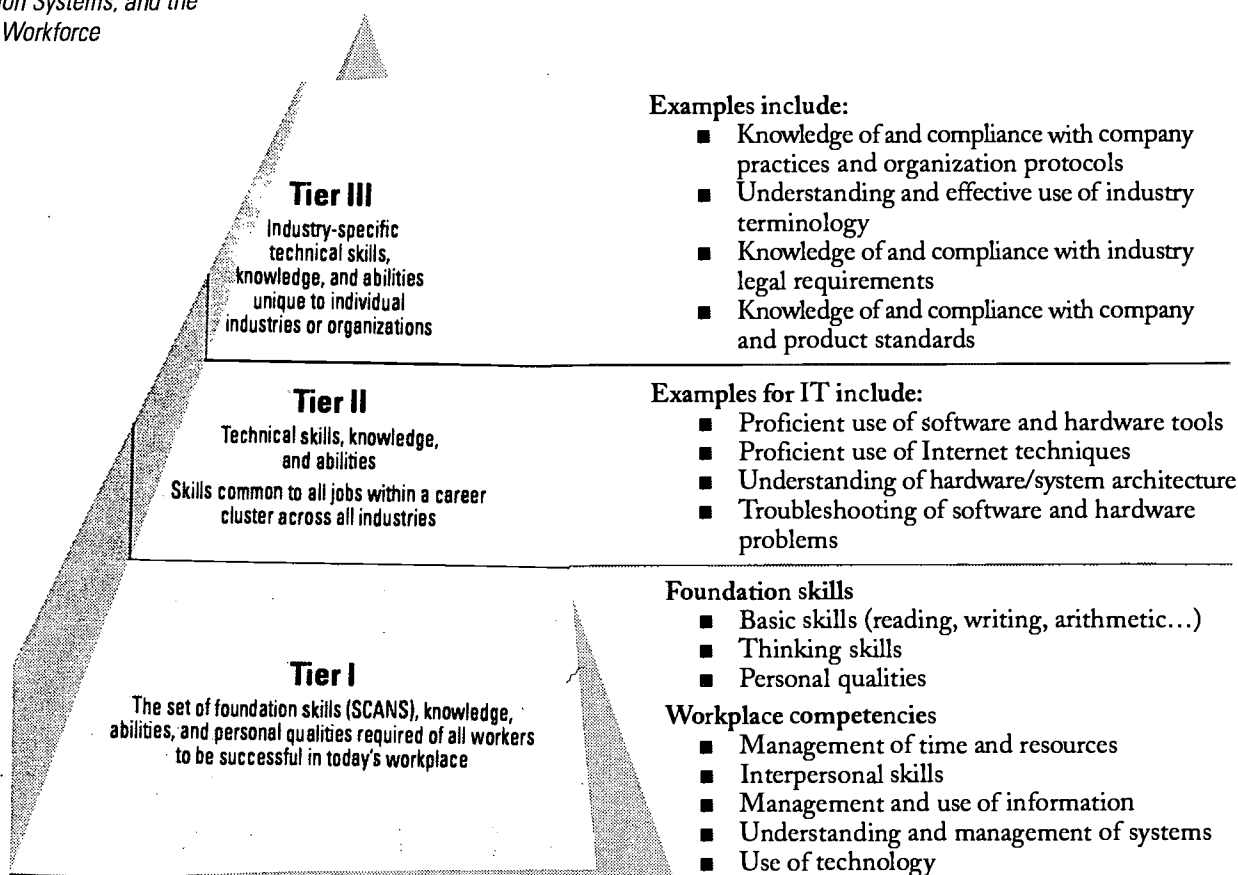 on Systems, and the
Workforce
Tier III
Industry-specific
technical skills,
knowledge, and abilities
unique to individual
industries or organizations
Examples include:
■ Knowledge of and compliance with company
practices and organization protocols
■ Understanding and effective use of industry
terminology
■ Knowledge of and compliance with industry
legal requirements
■ Knowledge of and compliance with company
and product standards
Tier II
Technical skills, knowledge,
and abilities
Skills common to all jobs within a career
cluster across all industries
Examples for IT include:
■ Proficient use of software and hardware tools
■ Proficient use of Internet techniques
■ Understanding of hardware/system architecture
■ Troubleshooting of software and hardware
problems
Tier I
The set of foundation skills (SCANS), knowledge,
abilities, and personal qualities required of all workers
to be successful in today's workplace
Foundation skills
■ Basic skills (reading, writing, arithmetic...)
■ Thinking skills
■ Personal qualities
Workplace competencies
■ Management of time and resources
■ Interpersonal skills
■ Management and use of information
■ Understanding and management of systems
■ Use of technology